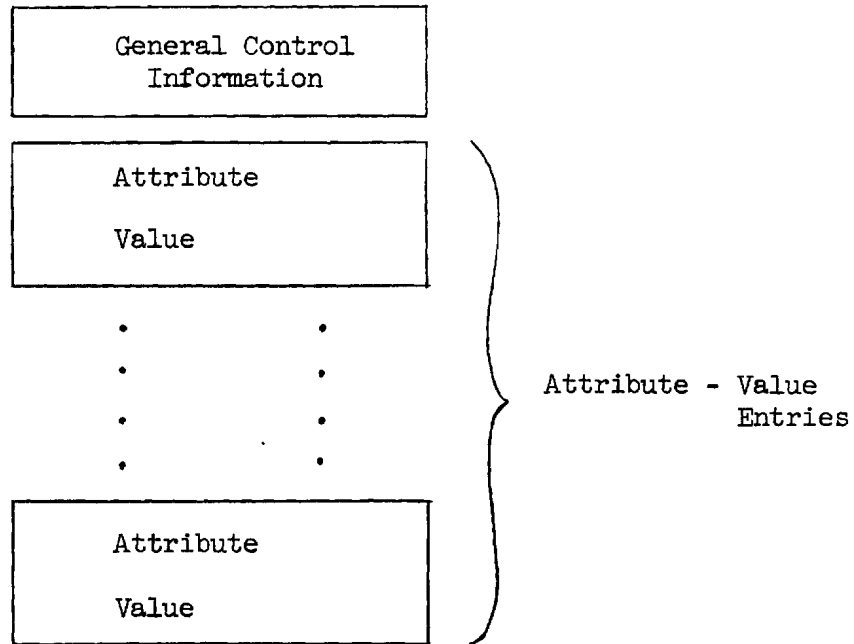 General Control
Information
Attribute
Value
Attribute - Value
Entries
Attribute
Value